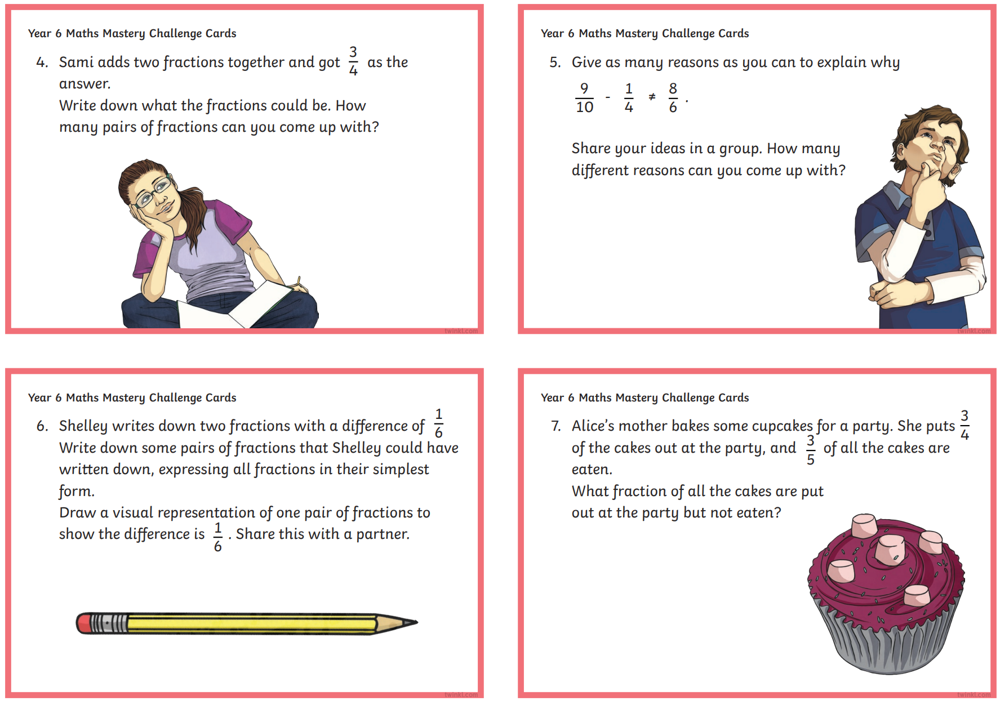 Year 6 Maths Mastery Challenge Cards
4. Sami adds two fractions together and got 3/4 as the
answer.
Write down what the fractions could be. How
many pairs of fractions can you come up with?
twinkl.com
Year 6 Maths Mastery Challenge Cards
5. Give as many reasons as you can to explain why
9/10 - 1/4 ≠ 8/6 .
Share your ideas in a group. How many
different reasons can you come up with?
twinkl.com
Year 6 Maths Mastery Challenge Cards
6. Shelley writes down two fractions with a difference of 1/6
Write down some pairs of fractions that Shelley could have
written down, expressing all fractions in their simplest
form.
Draw a visual representation of one pair of fractions to
show the difference is 1/6 . Share this with a partner.
twinkl.com
Year 6 Maths Mastery Challenge Cards
7. Alice's mother bakes some cupcakes for a party. She puts 3/4
of the cakes out at the party, and 3/5 of all the cakes are
eaten.
What fraction of all the cakes are put
out at the party but not eaten?
twinkl.com